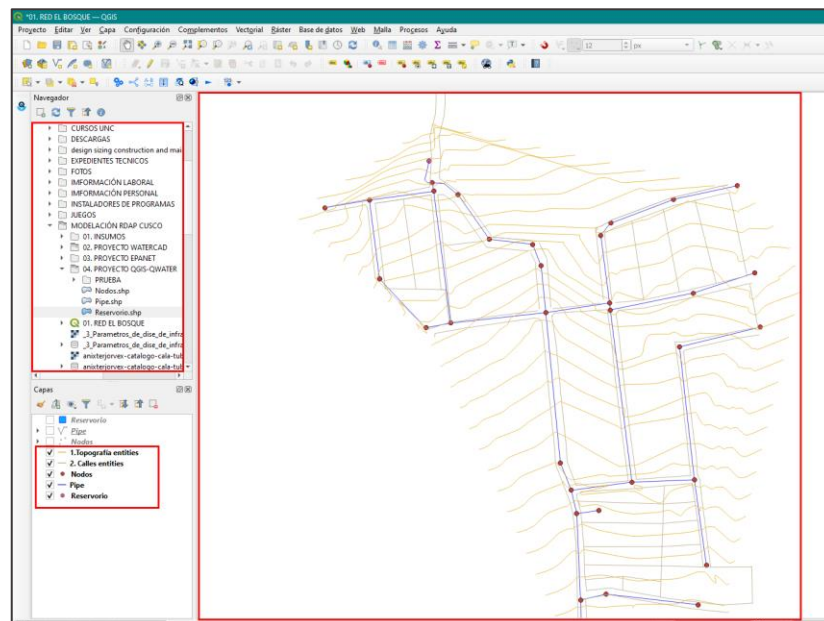 *01. RED EL BOSQUE — QGIS
Proyecto Editar Ver Capa Configuración Complementos Vectorial Ráster Base de datos Web Malla Procesos Ayuda
12 px
Navegador
CURSOS UNC
DESCARGAS
design sizing construction and mai
EXPEDIENTES TECNICOS
FOTOS
IMFORMACIÓN LABORAL
IMFORMACIÓN PERSONAL
INSTALADORES DE PROGRAMAS
JUEGOS
MODELACIÓN RDAP CUSCO
01. INSUMOS
02. PROYECTO WATERCAD
03. PROYECTO EPANET
04. PROYECTO QGIS-QWATER
PRUEBA
Nodos.shp
Pipe.shp
Reservorio.shp
01. RED EL BOSQUE
_3_Parametros_de_dise_de_infra
_3_Parametros_de_dise_de_infra
anixterjorvex-catalogo-cala-tub
anixterjorvex-catalogo-cala-tub
Capas
Reservorio
Pipe
Nodos
1.Topografía entities
2. Calles entities
Nodos
Pipe
Reservorio